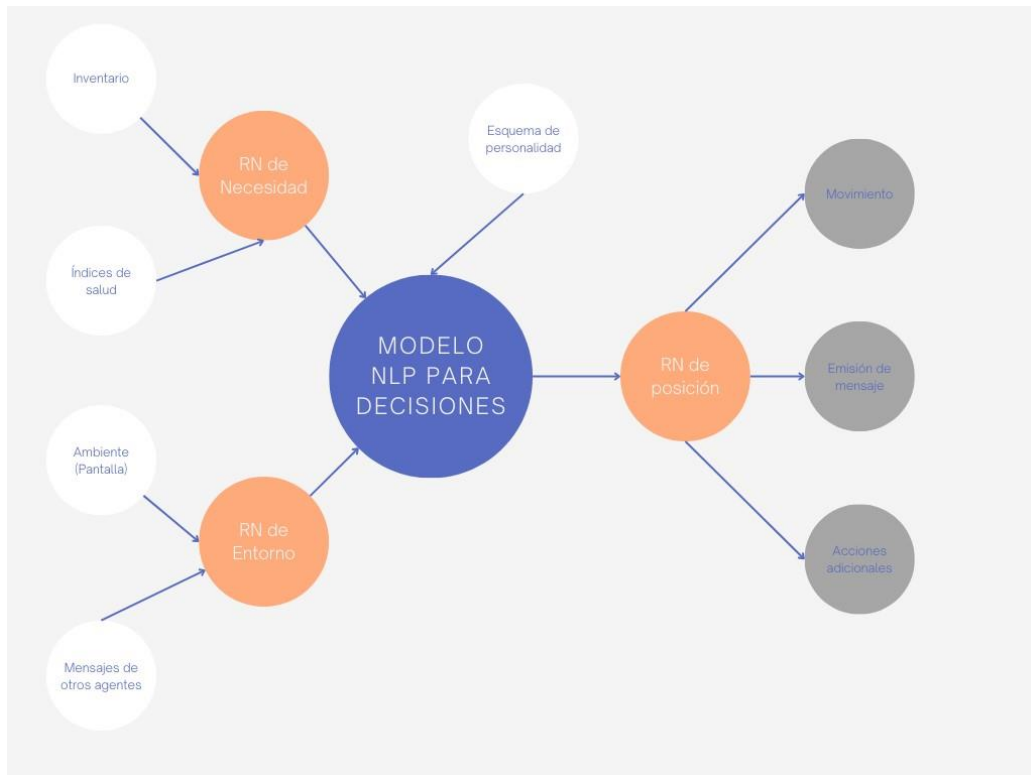 Inventario
RN de
Necesidad
Esquema de
personalidad
Movimiento
Índices de
salud
MODELO
NLP PARA
DECISIONES
RN de
posición
Emisión de
mensaje
Ambiente
(Pantalla)
RN de
Entorno
Acciones
adicionales
Mensajes de
otros agentes